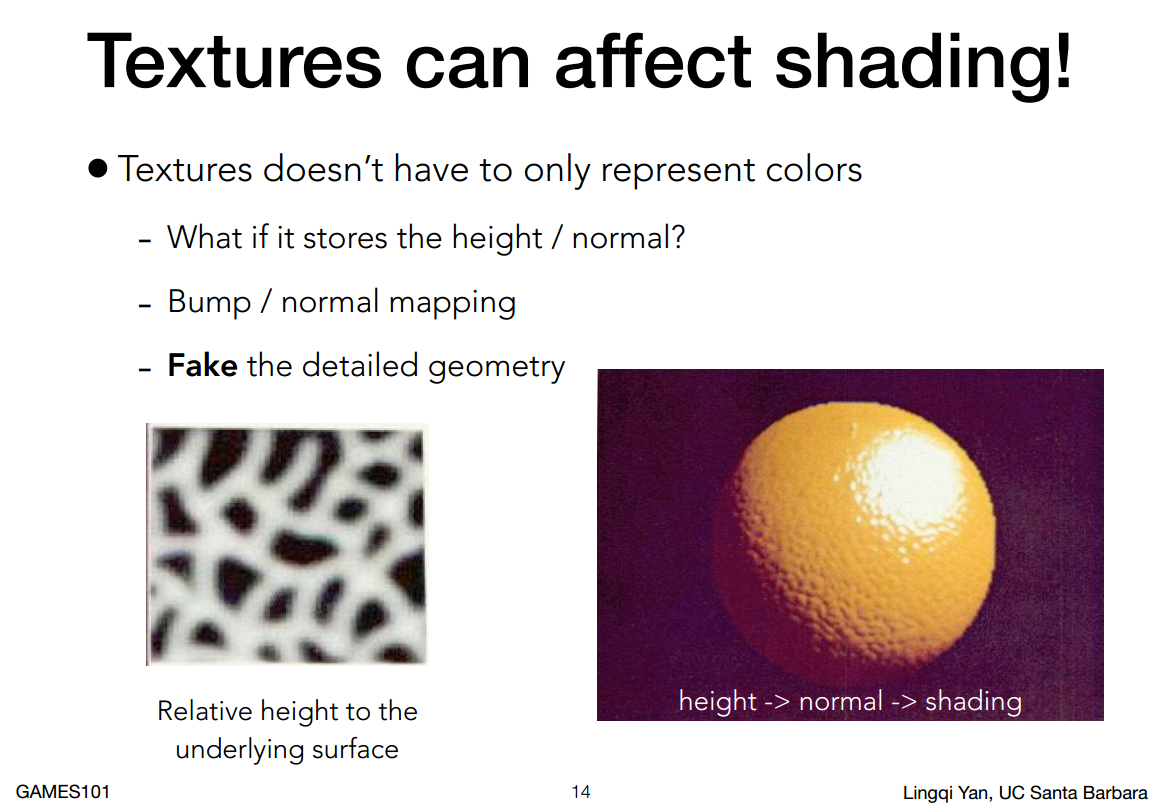 Textures can affect shading!
● Textures doesn’t have to only represent colors
- What if it stores the height / normal?
- Bump / normal mapping
- Fake the detailed geometry
Relative height to the
underlying surface
height -> normal -> shading
GAMES101
14
Lingqi Yan, UC Santa Barbara